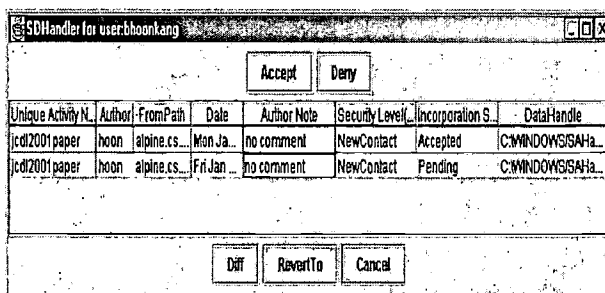 SDHandler for user:bhoonkang
Accept Deny
Unique Activity N... Author FromPath Date Author Note Security Level(... Incorporation S... DataHandle
jcdl2001paper hoon alpine.cs.... Mon Ja... no comment NewContact Accepted C:\WINDOWS/SAHa...
jcdl2001paper hoon alpine.cs.... Fri Jan ... no comment NewContact Pending C:\WINDOWS/SAHa...
Diff RevertTo Cancel